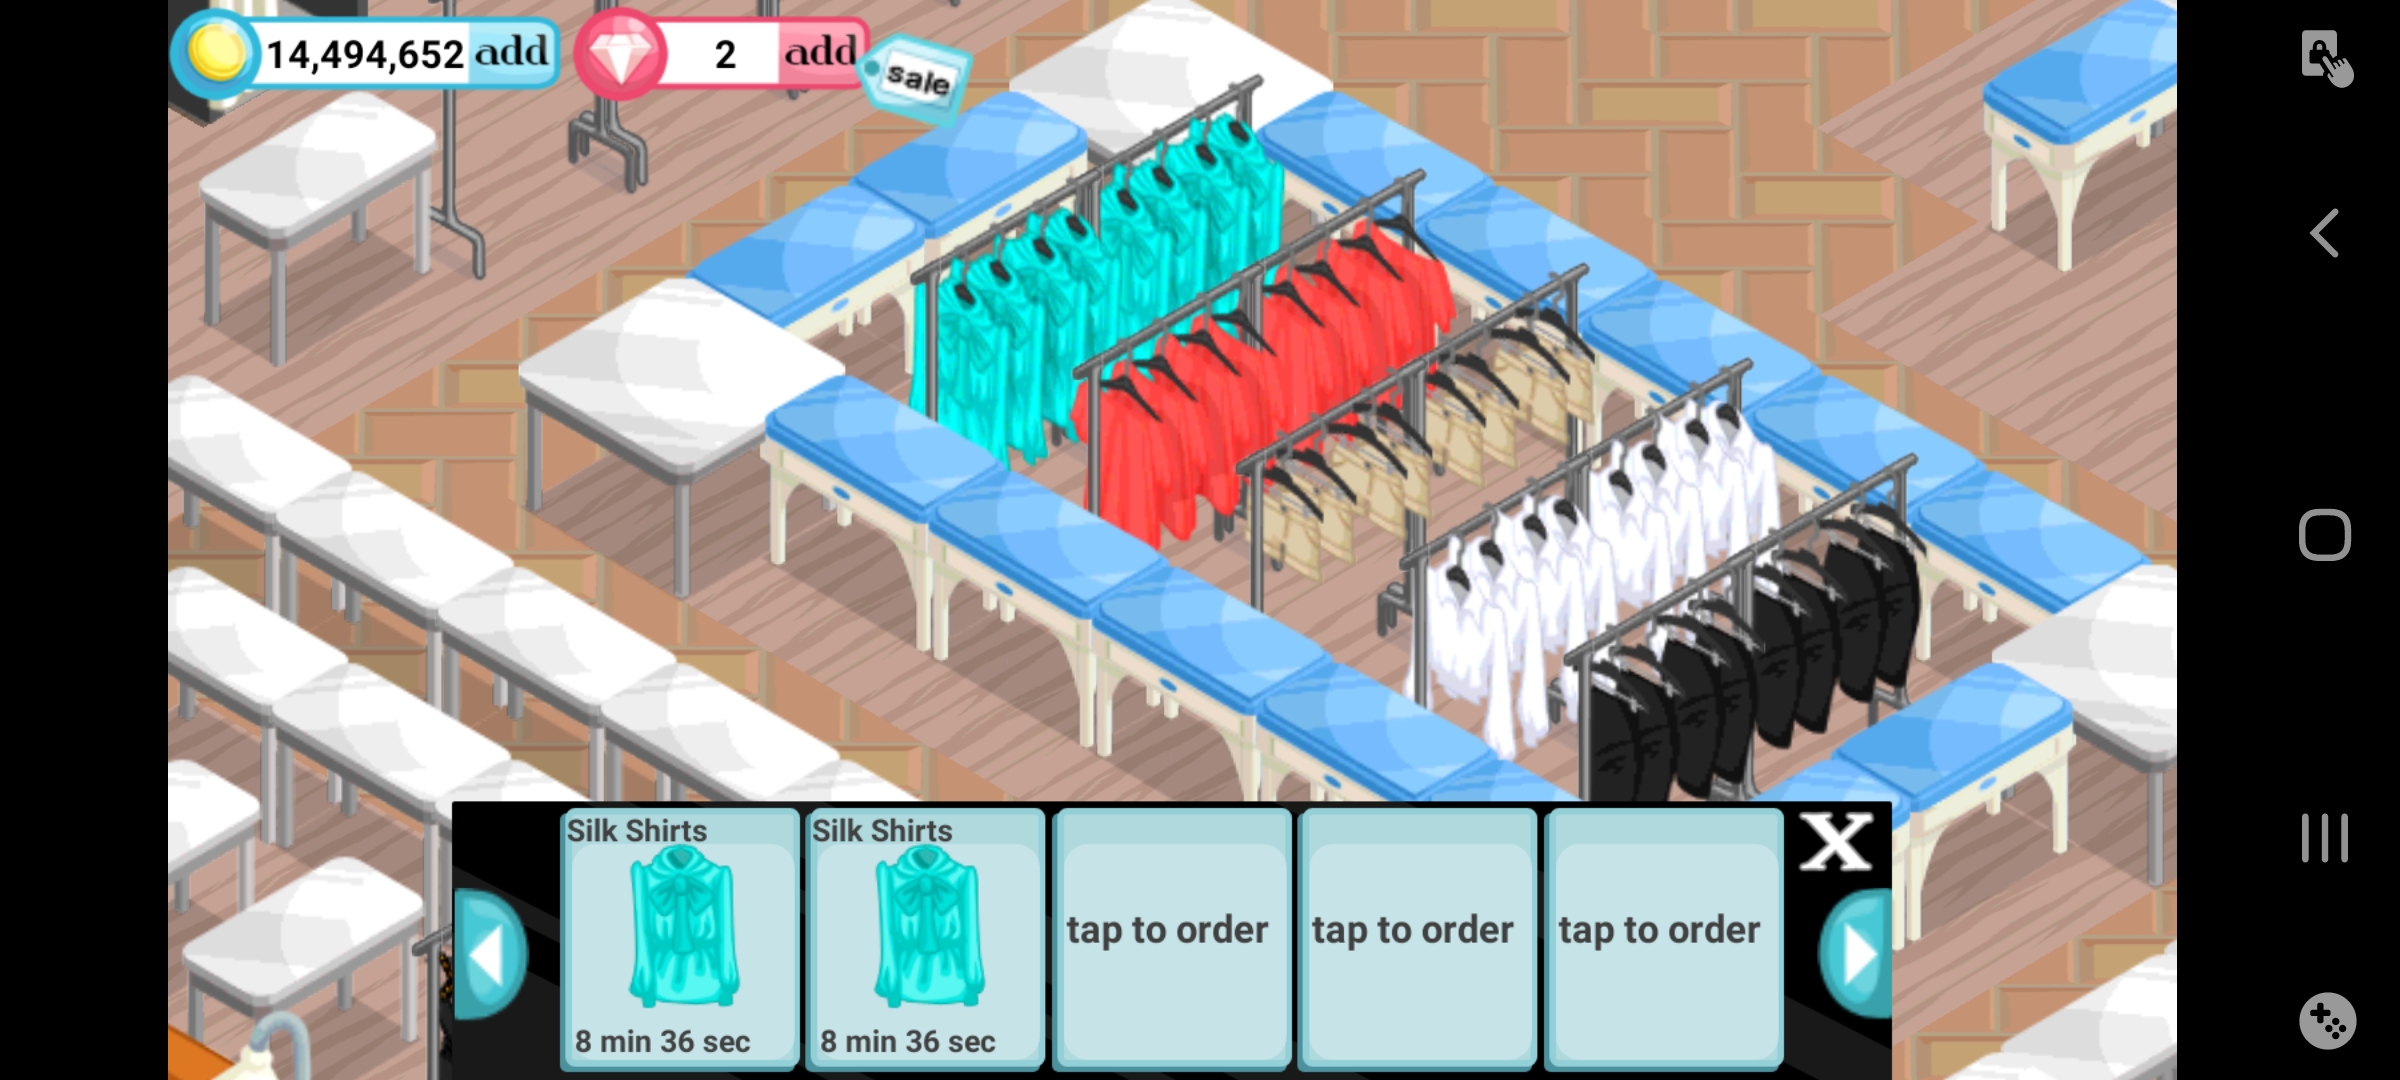 14,494,652 add
2 add
sale
Silk Shirts
8 min 36 sec
Silk Shirts
8 min 36 sec
tap to order
tap to order
tap to order
X